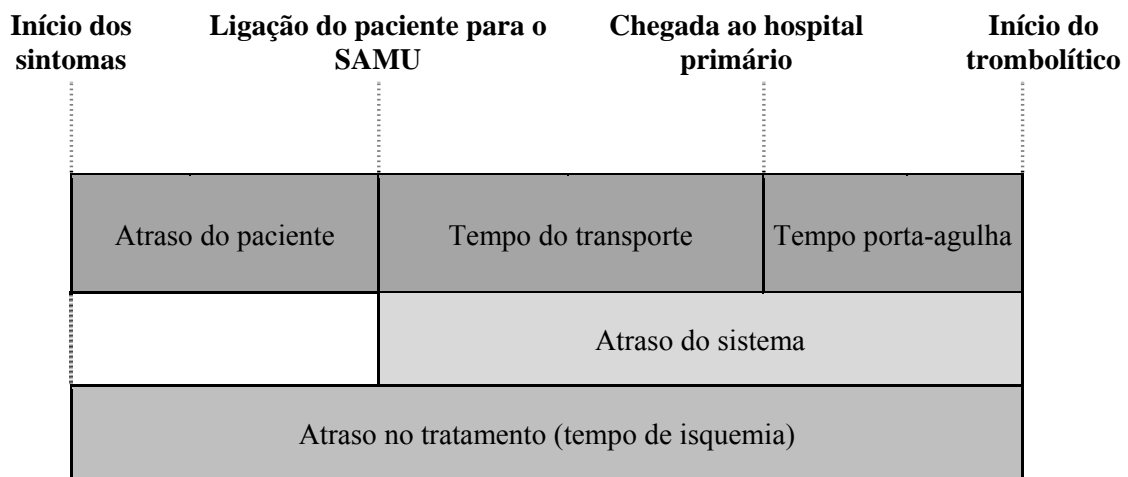 Início dos
sintomas
Ligação do paciente para o
SAMU
Chegada ao hospital
primário
Início do
trombolítico
Atraso do paciente
Tempo do transporte
Tempo porta-agulha
Atraso do sistema
Atraso no tratamento (tempo de isquemia)